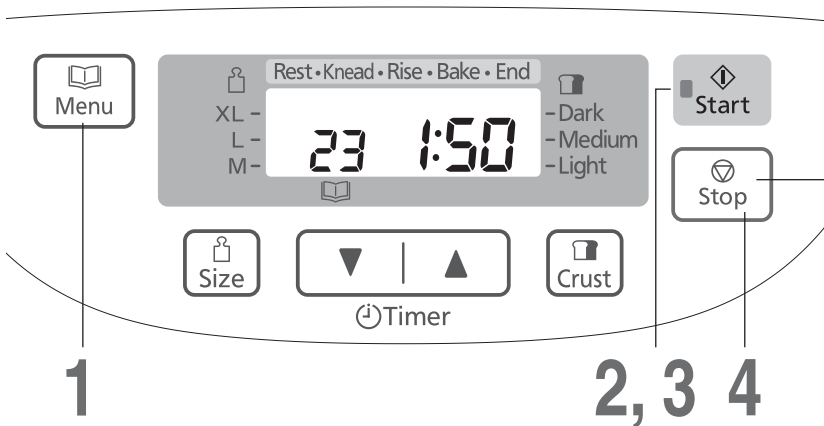 Menu
Rest•Knead • Rise • Bake • End
XL –
L –
M –
23 1:50
– Dark
– Medium
– Light
Start
Stop
Size
Timer
Crust
1
2, 3
4